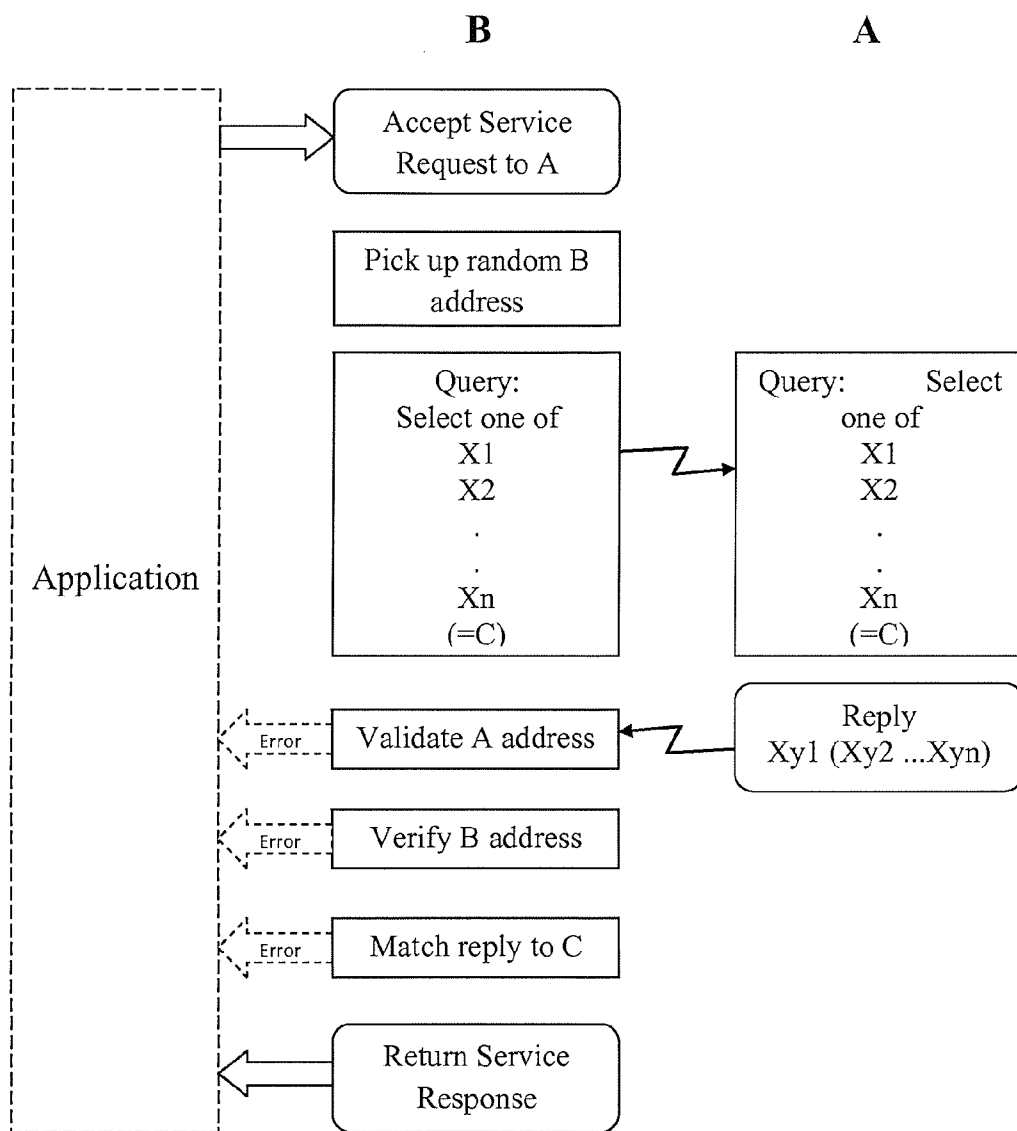 B
A
Accept Service
Request to A
Pick up random B
address
Query:
Select one of
X1
X2
.
.
Xn
(=C)
Query: Select
one of
X1
X2
.
.
Xn
(=C)
Application
Reply
Xy1 (Xy2 ...Xyn)
Error
Validate A address
Error
Verify B address
Error
Match reply to C
Return Service
Response